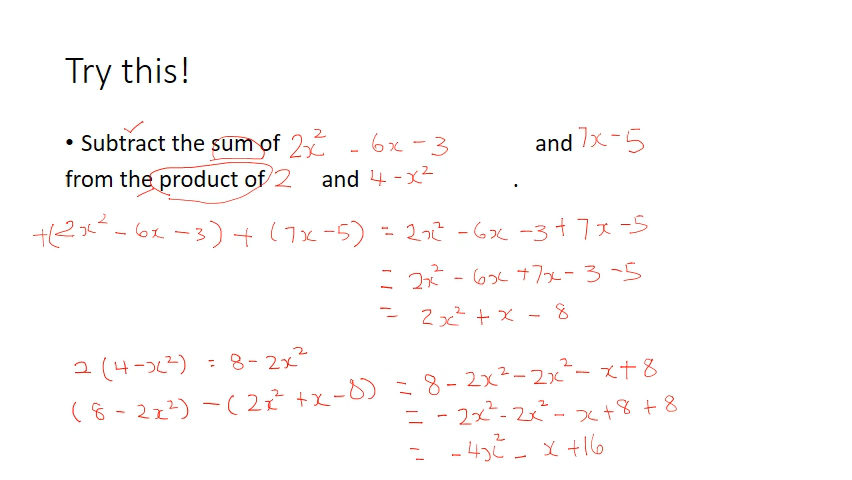 Try this!
• Subtract the sum of 2x² - 6x - 3 and 7x - 5
from the product of 2 and 4 - x² .
+(2x² - 6x - 3) + (7x - 5) = 2x² - 6x - 3 + 7x - 5
= 2x² - 6x + 7x - 3 - 5
= 2x² + x - 8
2(4 - x²) = 8 - 2x²
(8 - 2x²) - (2x² + x - 8) = 8 - 2x² - 2x² - x + 8
= - 2x² - 2x² - x + 8 + 8
= - 4x² - x + 16